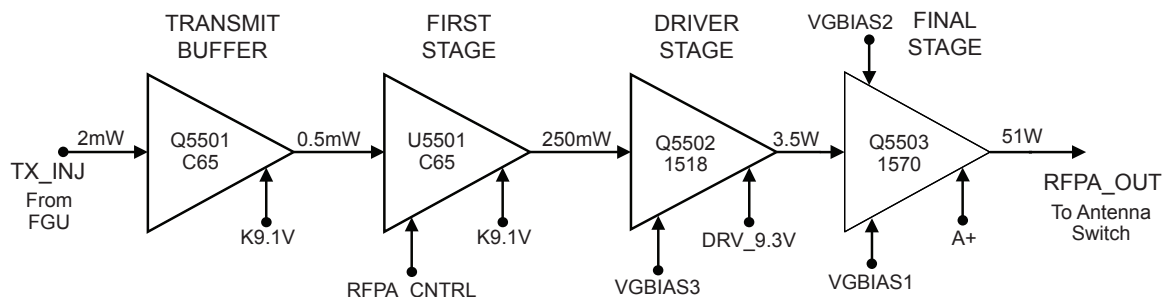 TRANSMIT
BUFFER
FIRST
STAGE
DRIVER
STAGE
VGBIAS2
FINAL
STAGE
2mW
Q5501
C65
0.5mW
U5501
C65
250mW
Q5502
1518
3.5W
Q5503
1570
51W
TX_INJ
From
FGU
RFPA_OUT
To Antenna
Switch
K9.1V
K9.1V
DRV_9.3V
A+
RFPA_CNTRL
VGBIAS3
VGBIAS1